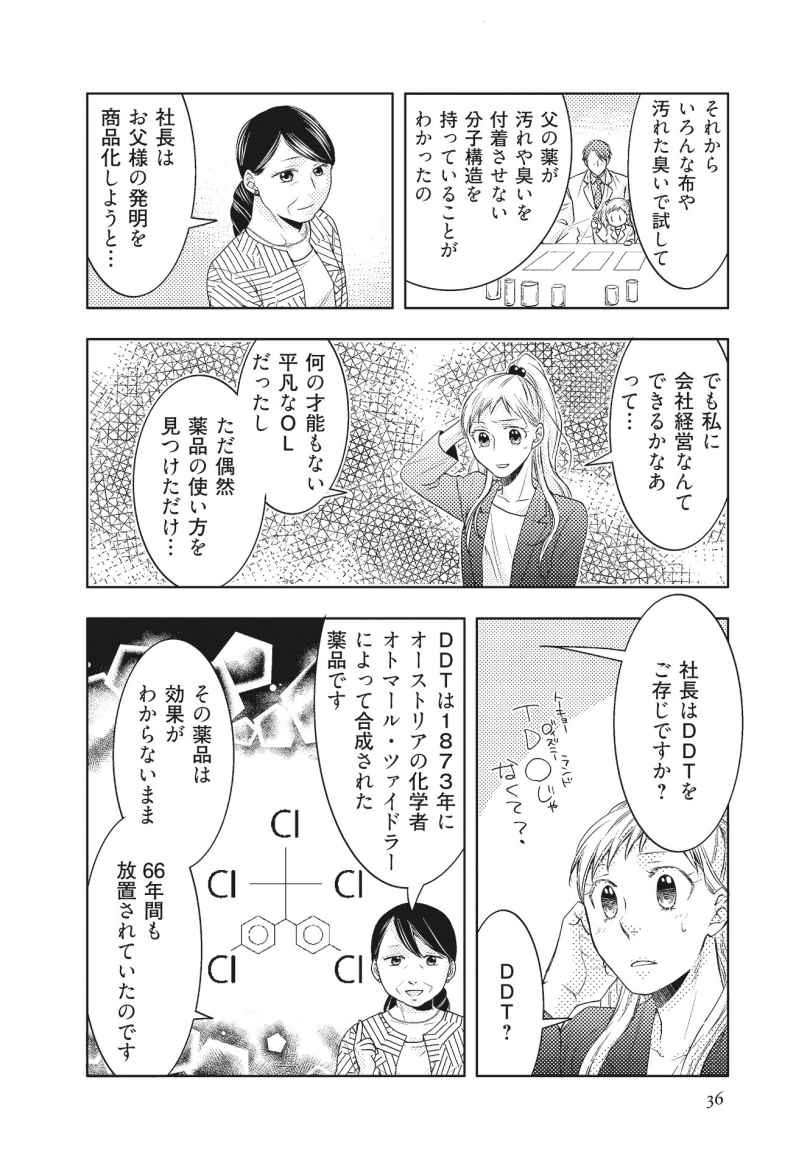 それから
いろんな布や
汚れた臭いで試して
父の薬が
汚れや臭いを
付着させない
分子構造を
持っていることが
わかったの
社長は
お父様の発明を
商品化しようと…
でも私に
会社経営なんて
できるかなあ
って…
何の才能もない
平凡なOL
だったし
ただ偶然
薬品の使い方を
見つけただけ…
社長はDDTを
ご存じですか?
トーキョー
ディズニー
ランド
TD〇じゃ
なくて?
DDT?
DDTは1873年に
オーストリアの化学者
オトマール・ツァイドラー
によって合成された
薬品です
その薬品は
効果が
わからないまま
66年間も
放置されていたのです
Cl
Cl
Cl
Cl
Cl
36